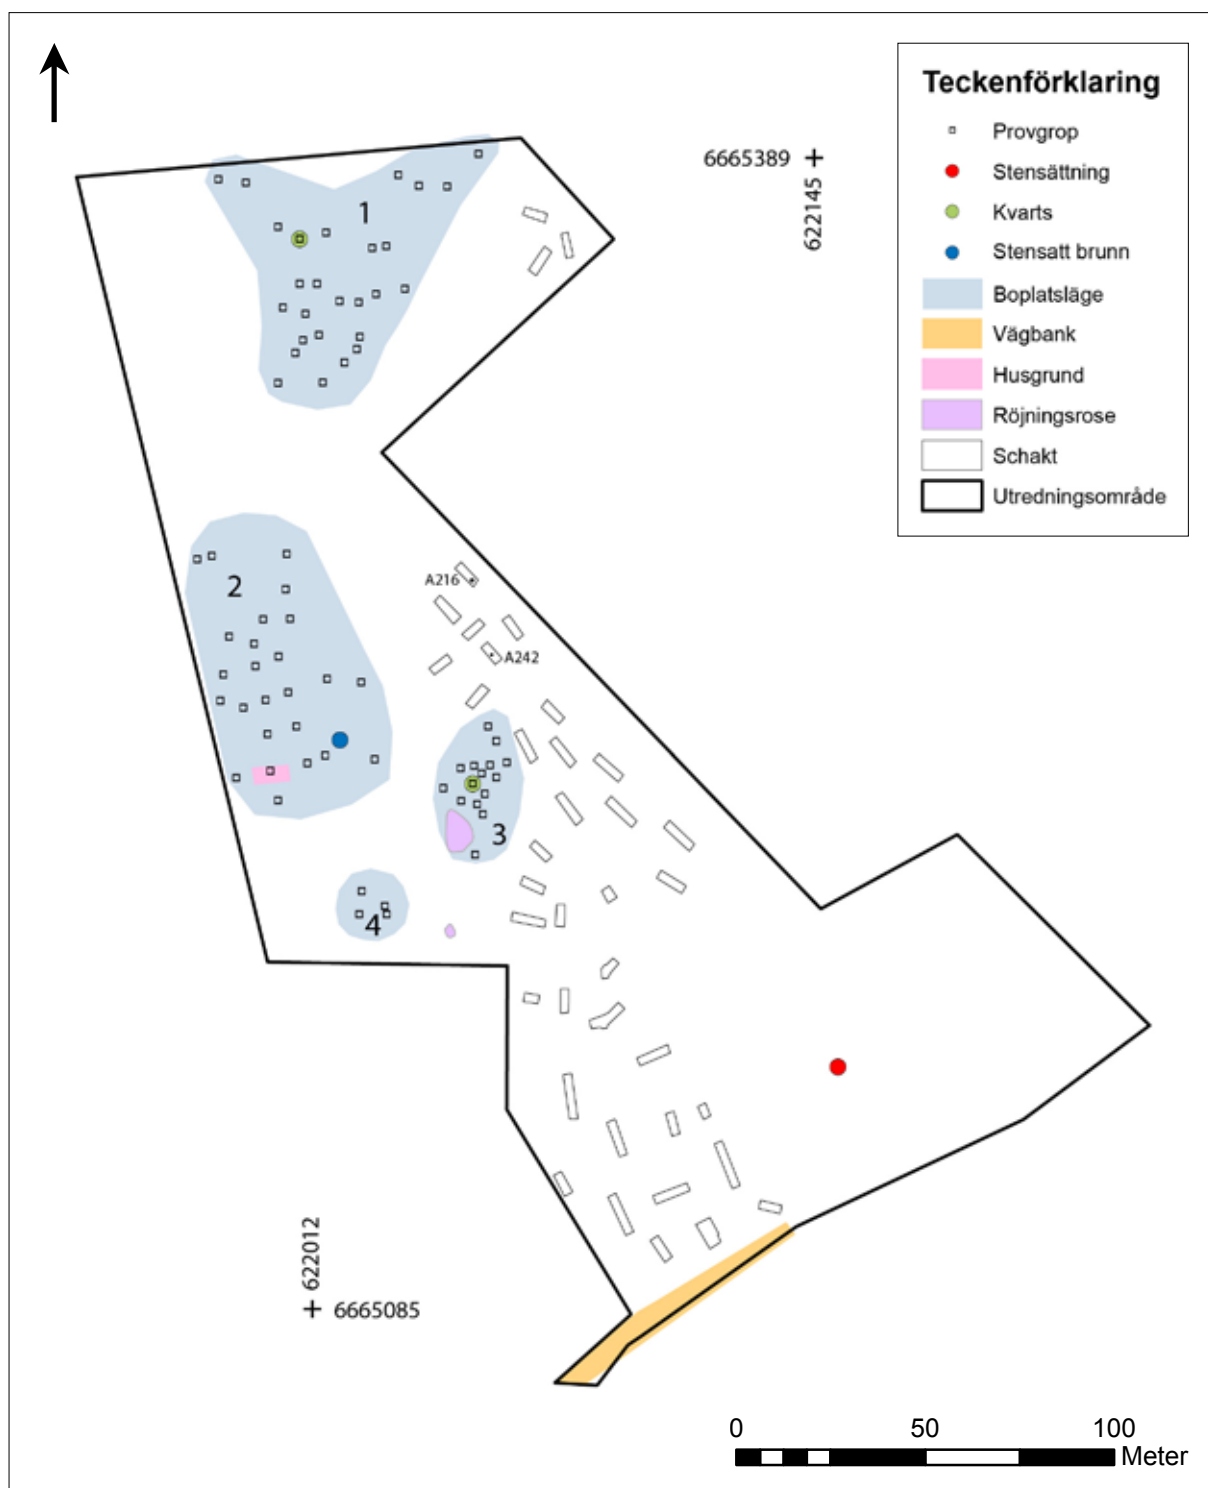 Teckenförklaring
Provgrop
Stensättning
Kvarts
Stensatt brunn
Boplatsläge
Vägbank
Husgrund
Röjningsrose
Schakt
Utredningsområde
6665389
622145
1
2
A216
A242
3
4
622012
6665085
0 50 100
Meter